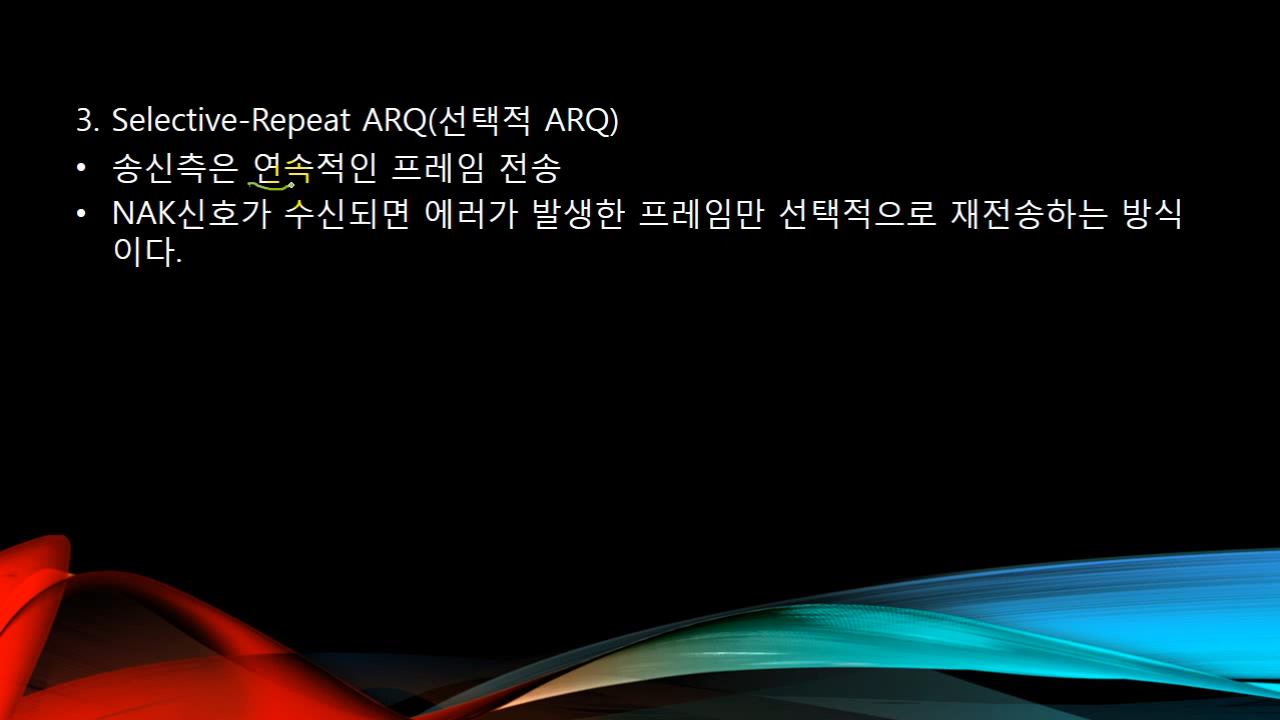 3. Selective-Repeat ARQ(선택적 ARQ)
• 송신측은 연속적인 프레임 전송
• NAK신호가 수신되면 에러가 발생한 프레임만 선택적으로 재전송하는 방식
이다.